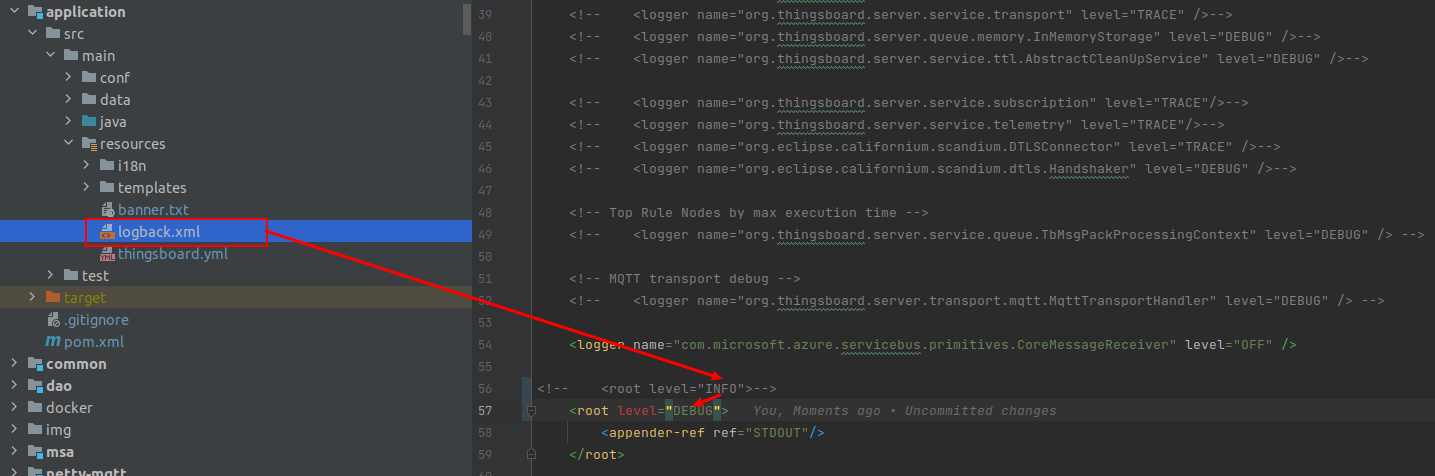 application
src
main
conf
data
java
resources
i18n
templates
banner.txt
logback.xml
thingsboard.yml
test
target
.gitignore
pom.xml
common
dao
docker
img
msa
netty-mqtt
39 <!--    <logger name="org.thingsboard.server.service.transport" level="TRACE" />-->
40 <!--    <logger name="org.thingsboard.server.queue.memory.InMemoryStorage" level="DEBUG" />-->
41 <!--    <logger name="org.thingsboard.server.service.ttl.AbstractCleanUpService" level="DEBUG" />-->
42
43 <!--    <logger name="org.thingsboard.server.service.subscription" level="TRACE"/>-->
44 <!--    <logger name="org.thingsboard.server.service.telemetry" level="TRACE"/>-->
45 <!--    <logger name="org.eclipse.californium.scandium.DTLSConnector" level="TRACE" />-->
46 <!--    <logger name="org.eclipse.californium.scandium.dtls.Handshaker" level="DEBUG" />-->
47
48 <!-- Top Rule Nodes by max execution time -->
49 <!--    <logger name="org.thingsboard.server.service.queue.TbMsgPackProcessingContext" level="DEBUG" /> -->
50
51 <!-- MQTT transport debug -->
52 <!--    <logger name="org.thingsboard.server.transport.mqtt.MqttTransportHandler" level="DEBUG" /> -->
53
54 <logger name="com.microsoft.azure.servicebus.primitives.CoreMessageReceiver" level="OFF" />
55
56 <!--    <root level="INFO">-->
57 <root level="DEBUG"> You, Moments ago • Uncommitted changes
58 <appender-ref ref="STDOUT"/>
59 </root>